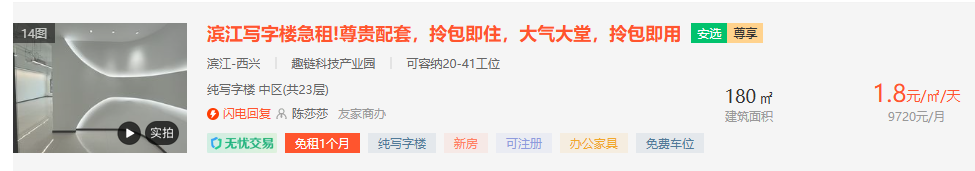 14图
实拍
滨江写字楼急租!尊贵配套，拎包即住，大气大堂，拎包即用 安选 尊享
滨江-西兴 趣链科技产业园 可容纳20-41工位
纯写字楼 中区(共23层)
闪电回复 陈莎莎 友家商办
无忧交易 免租1个月 纯写字楼 新房 可注册 办公家具 免费车位
180㎡
建筑面积
1.8元/㎡/天
9720元/月